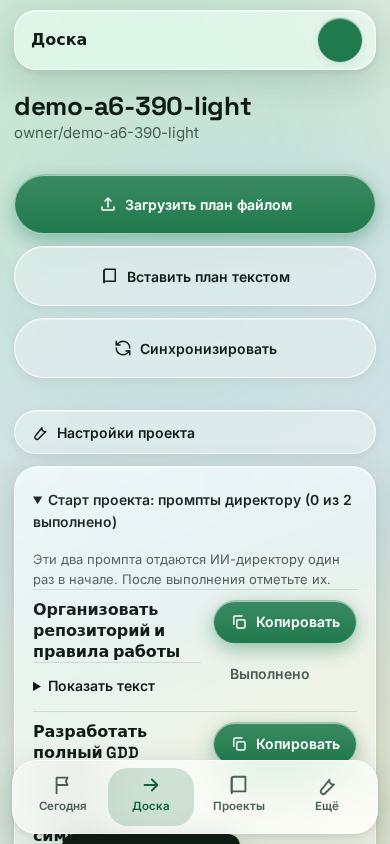 Доска
demo-a6-390-light
owner/demo-a6-390-light
Загрузить план файлом
Вставить план текстом
Синхронизировать
Настройки проекта
▼ Старт проекта: промпты директору (0 из 2
выполнено)
Эти два промпта отдаются ИИ-директору один
раз в начале. После выполнения отметьте их.
Организовать
репозиторий и
правила работы
Копировать
Выполнено
▶ Показать текст
Разработать
полный GDD
Копировать
Сегодня
Доска
Проекты
Ещё